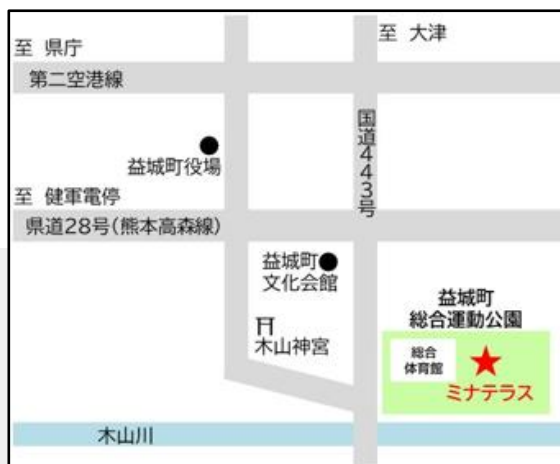 至 大津
至 県庁
第二空港線
国道443号
益城町役場
至 健軍電停
県道28号(熊本高森線)
益城町
文化会館
木山神宮
益城町
総合運動公園
総合
体育館
ミナテラス
木山川